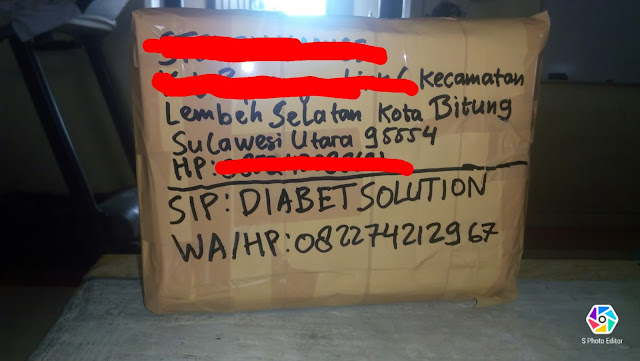 Kecamatan
Lembeh Selatan Kota Bitung
Sulawesi Utara 95554
HP:
SIP: DIABETSOLUTION
WA/HP: 082274212967
S Photo Editor